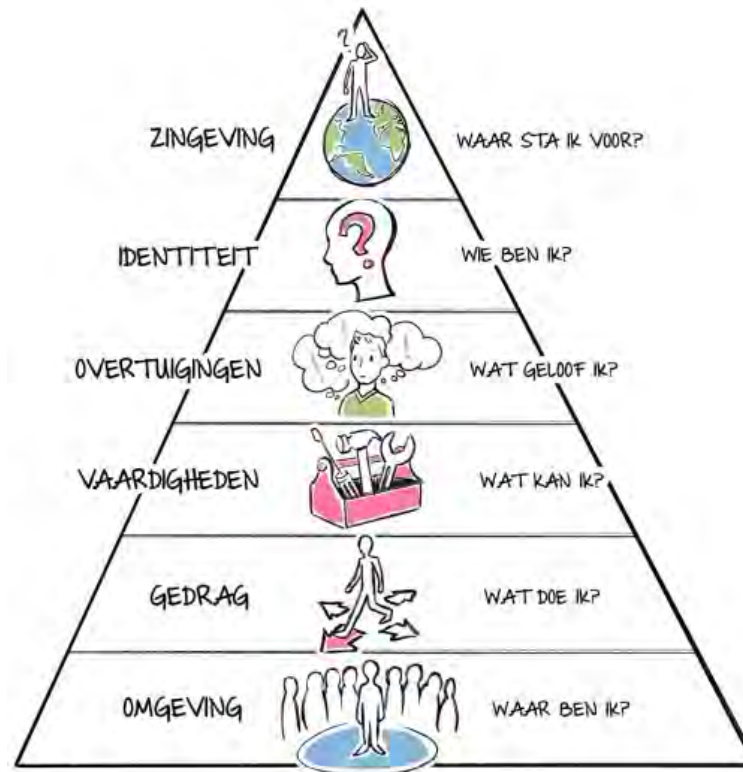 ?
ZINGEVING WAAR STA IK VOOR?
?
IDENTITEIT WIE BEN IK?
OVERTUIGINGEN WAT GELOOF IK?
VAARDIGHEDEN WAT KAN IK?
GEDRAG WAT DOE IK?
OMGEVING WAAR BEN IK?